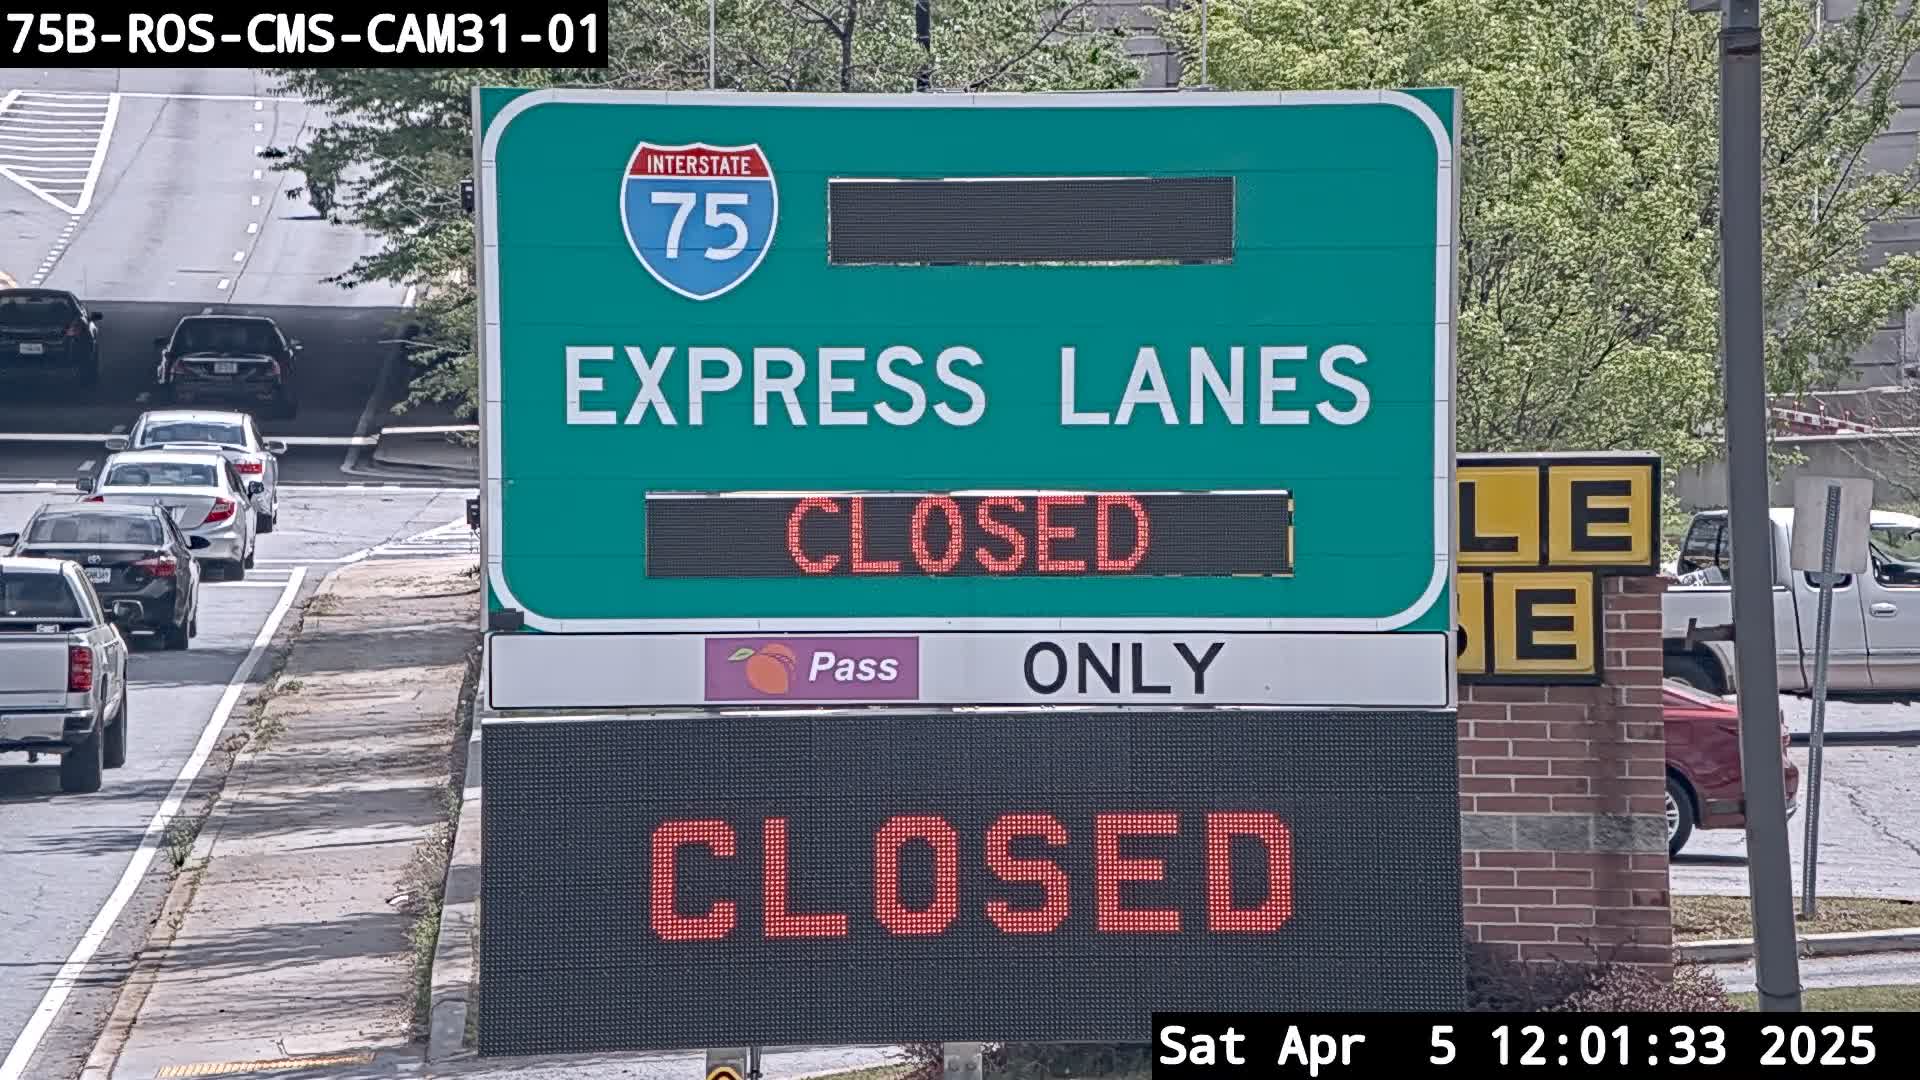 75B-ROS-CMS-CAM31-01
INTERSTATE
75
EXPRESS LANES
CLOSED
Pass ONLY
CLOSED
LE
E
Sat Apr 5 12:01:33 2025